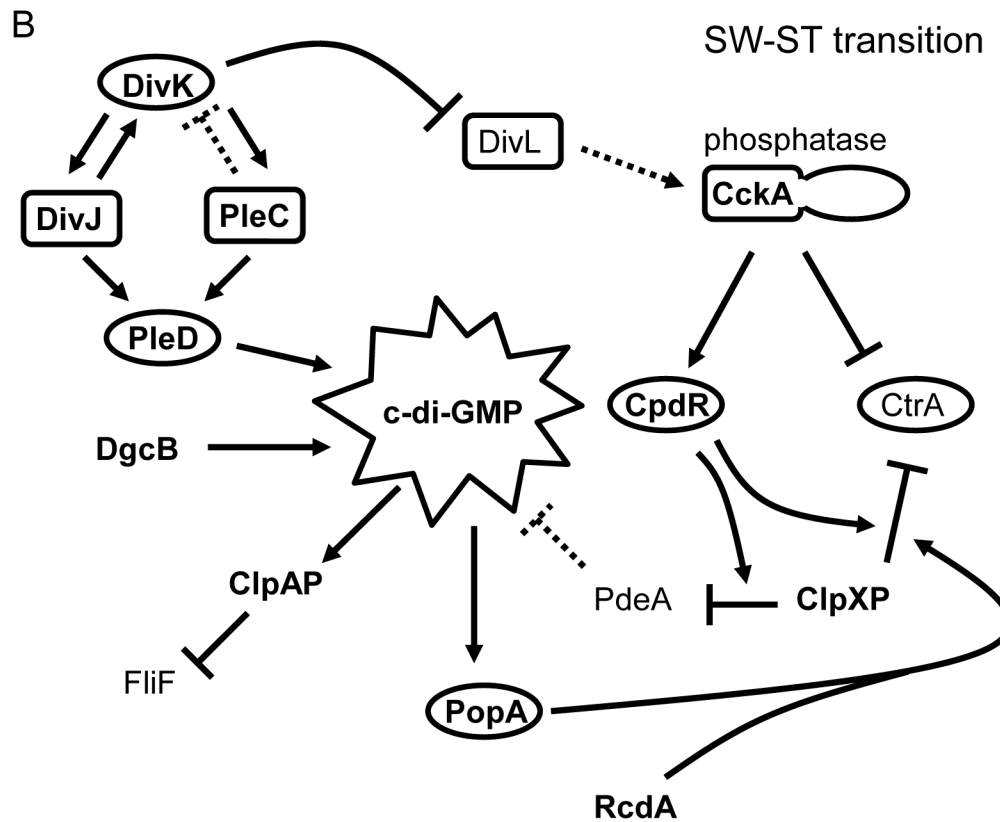 B
SW-ST transition
DivK
DivL
phosphatase
CckA
DivJ
PleC
PleD
c-di-GMP
CpdR
CtrA
DgcB
ClpAP
PdeA
ClpXP
FliF
PopA
RcdA